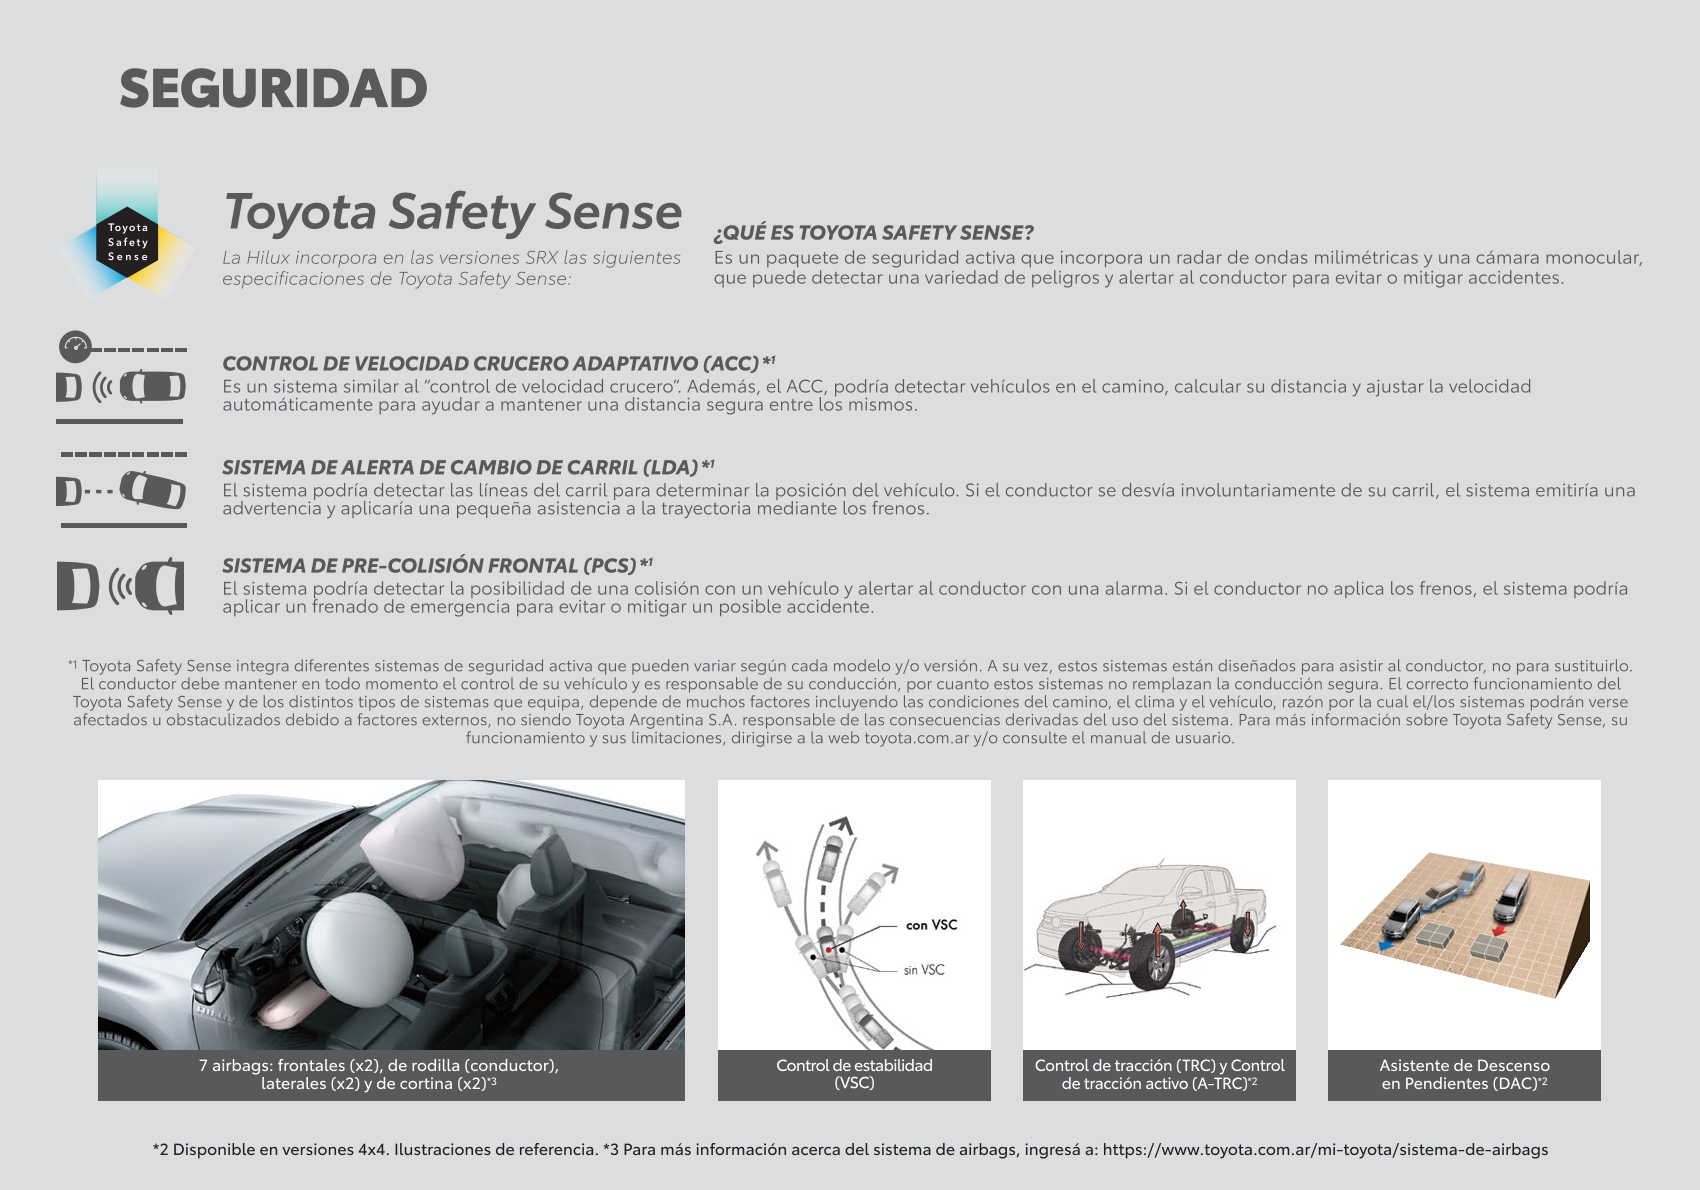 SEGURIDAD
Toyota
Safety
Sense
Toyota Safety Sense
La Hilux incorpora en las versiones SRX las siguientes
especificaciones de Toyota Safety Sense:
¿QUÉ ES TOYOTA SAFETY SENSE?
Es un paquete de seguridad activa que incorpora un radar de ondas milimétricas y una cámara monocular,
que puede detectar una variedad de peligros y alertar al conductor para evitar o mitigar accidentes.
CONTROL DE VELOCIDAD CRUCERO ADAPTATIVO (ACC)*1
Es un sistema similar al “control de velocidad crucero”. Además, el ACC, podría detectar vehículos en el camino, calcular su distancia y ajustar la velocidad
automáticamente para ayudar a mantener una distancia segura entre los mismos.
SISTEMA DE ALERTA DE CAMBIO DE CARRIL (LDA)*1
El sistema podría detectar las líneas del carril para determinar la posición del vehículo. Si el conductor se desvía involuntariamente de su carril, el sistema emitiría una
advertencia y aplicaría una pequeña asistencia a la trayectoria mediante los frenos.
SISTEMA DE PRE-COLISIÓN FRONTAL (PCS)*1
El sistema podría detectar la posibilidad de una colisión con un vehículo y alertar al conductor con una alarma. Si el conductor no aplica los frenos, el sistema podría
aplicar un frenado de emergencia para evitar o mitigar un posible accidente.
*1 Toyota Safety Sense integra diferentes sistemas de seguridad activa que pueden variar según cada modelo y/o versión. A su vez, estos sistemas están diseñados para asistir al conductor, no para sustituirlo.
El conductor debe mantener en todo momento el control de su vehículo y es responsable de su conducción, por cuanto estos sistemas no remplazan la conducción segura. El correcto funcionamiento del
Toyota Safety Sense y de los distintos tipos de sistemas que equipa, depende de muchos factores incluyendo las condiciones del camino, el clima y el vehículo, razón por la cual el/los sistemas podrán verse
afectados u obstaculizados debido a factores externos, no siendo Toyota Argentina S.A. responsable de las consecuencias derivadas del uso del sistema. Para más información sobre Toyota Safety Sense, su
funcionamiento y sus limitaciones, dirigirse a la web toyota.com.ar y/o consulte el manual de usuario.
con VSC
sin VSC
7 airbags: frontales (x2), de rodilla (conductor),
laterales (x2) y de cortina (x2)*3
Control de estabilidad
(VSC)
Control de tracción (TRC) y Control
de tracción activo (A-TRC)*2
Asistente de Descenso
en Pendientes (DAC)*2
*2 Disponible en versiones 4x4. Ilustraciones de referencia. *3 Para más información acerca del sistema de airbags, ingresá a: https://www.toyota.com.ar/mi-toyota/sistema-de-airbags